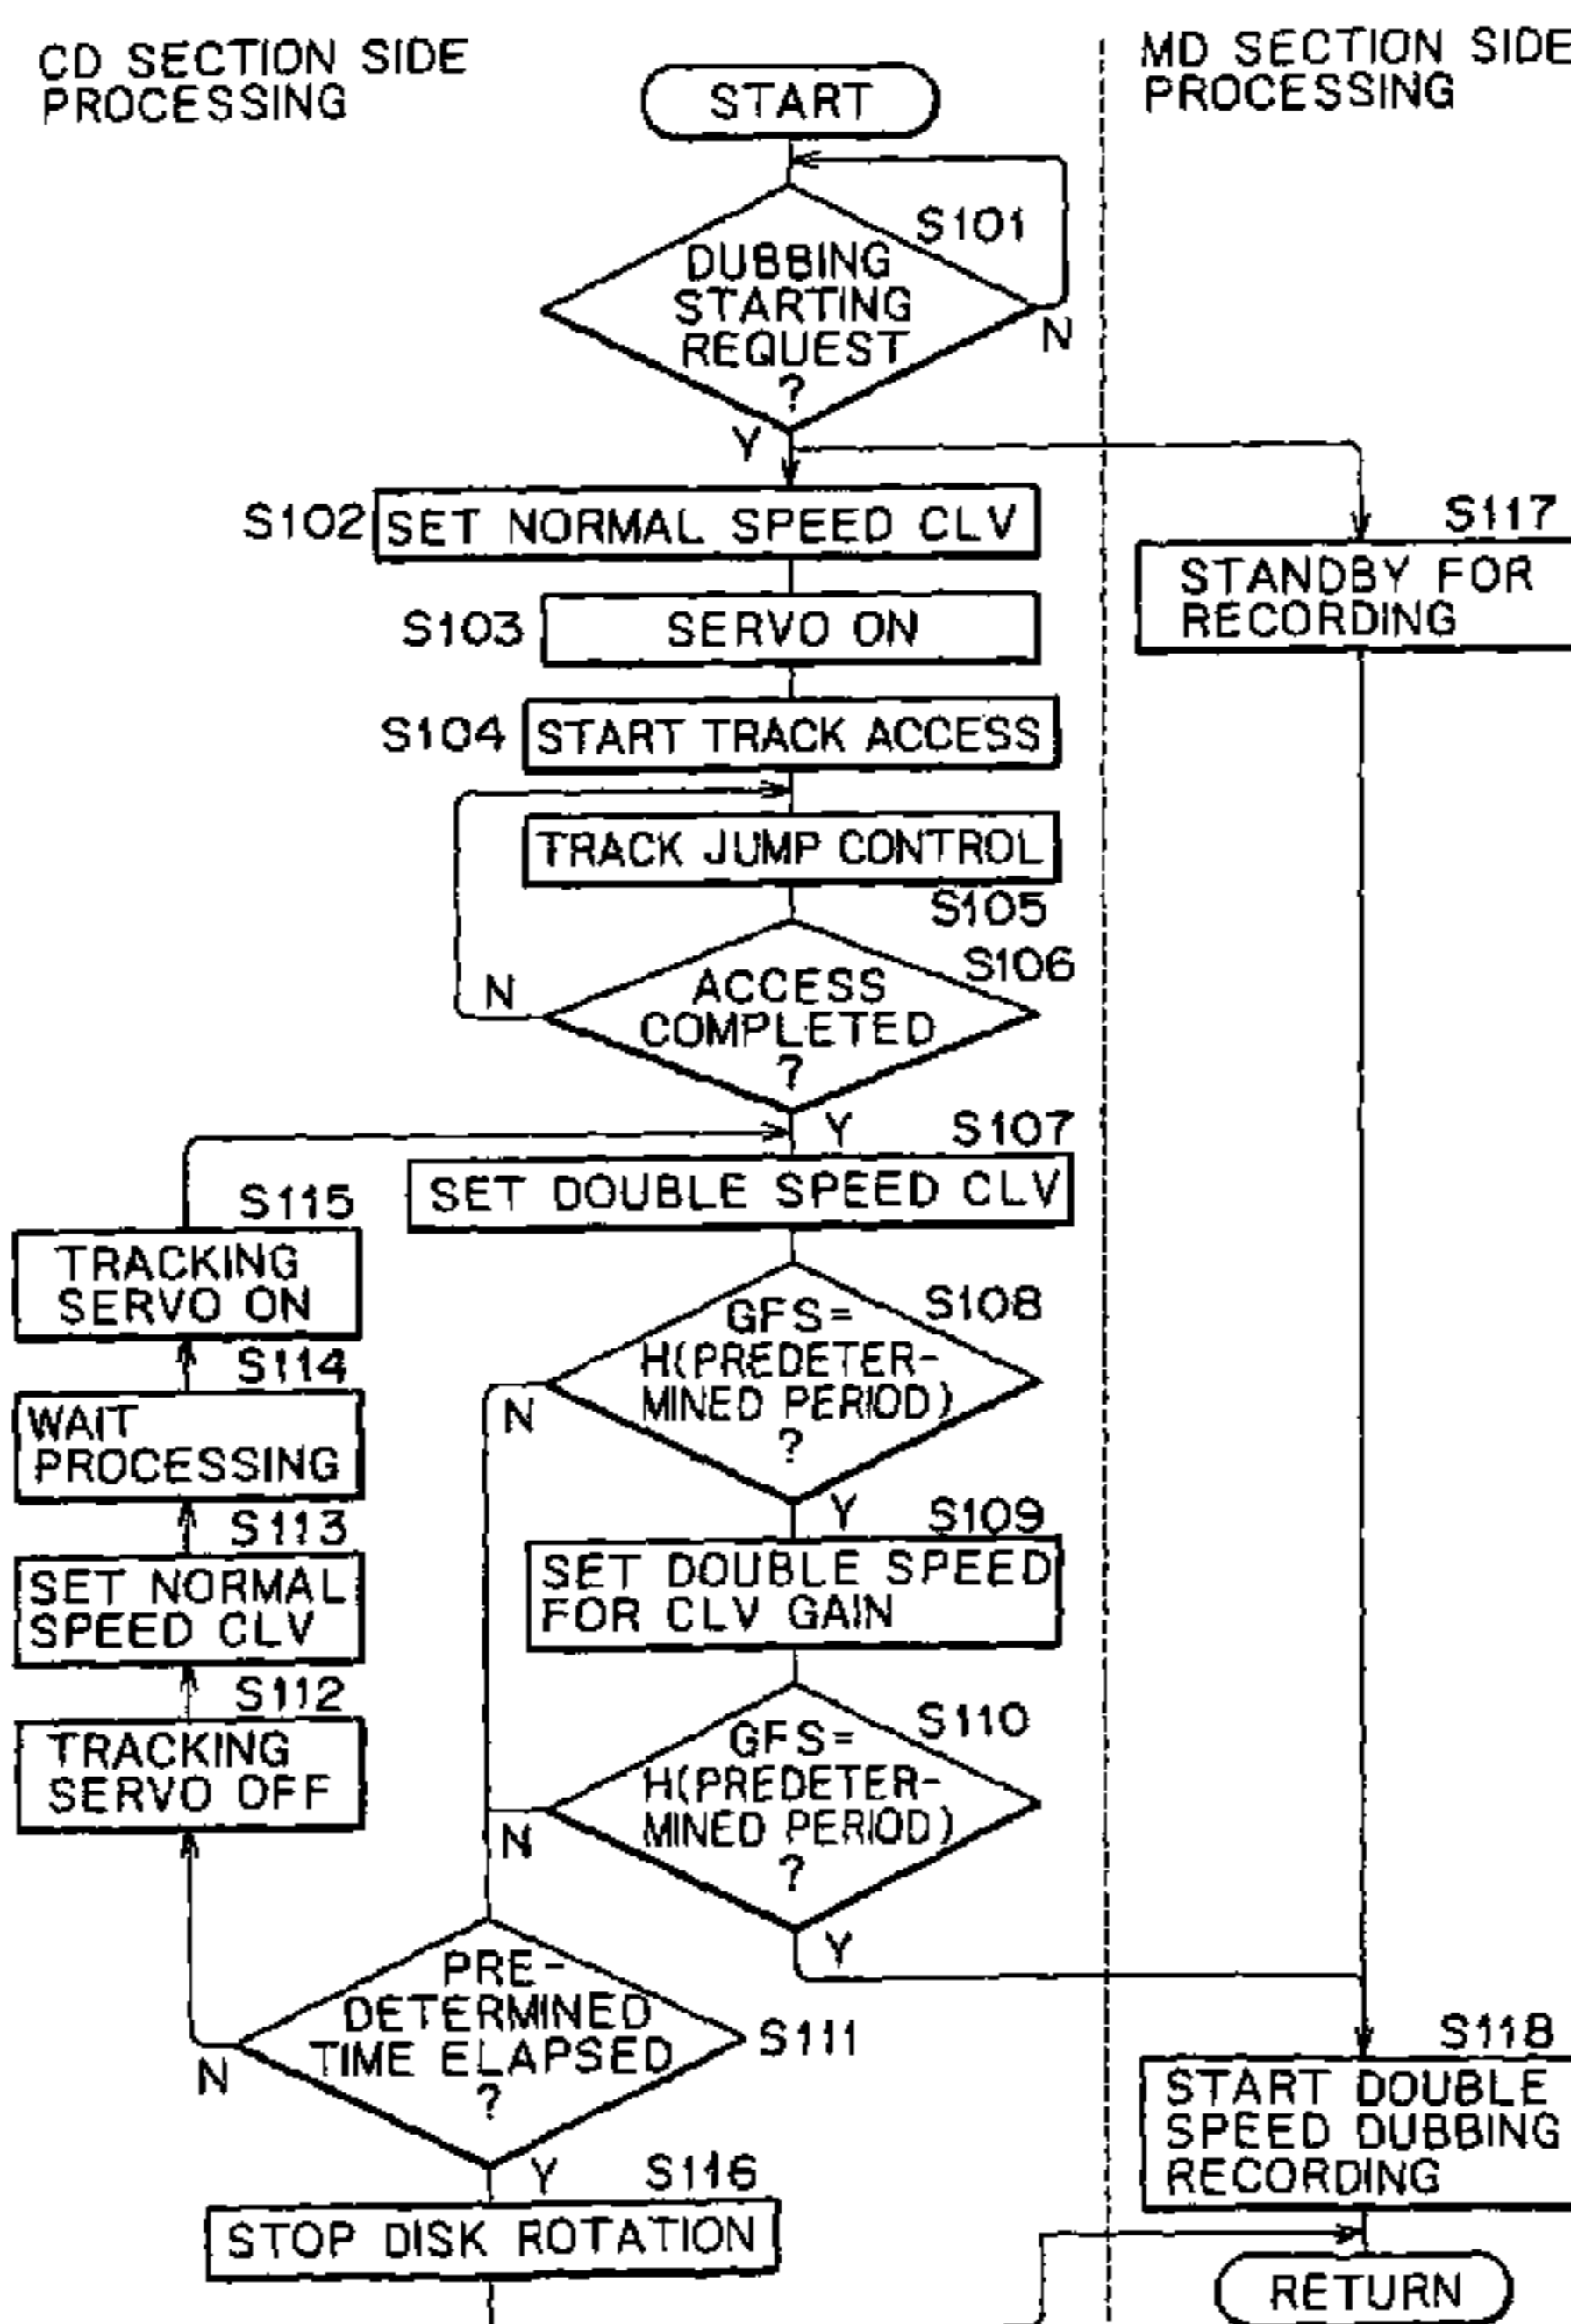 CD SECTION SIDE
PROCESSING
MD SECTION SIDE
PROCESSING
START
S101
DUBBING
STARTING
REQUEST
?
N
Y
S102
SET NORMAL SPEED CLV
S117
STANDBY FOR
RECORDING
S103
SERVO ON
S104
START TRACK ACCESS
TRACK JUMP CONTROL
S105
S106
ACCESS
COMPLETED
?
N
Y
S107
SET DOUBLE SPEED CLV
S115
TRACKING
SERVO ON
S108
GFS=
H(PREDETER-
MINED PERIOD)
?
N
Y
S114
WAIT
PROCESSING
S109
SET DOUBLE SPEED
FOR CLV GAIN
S113
SET NORMAL
SPEED CLV
S110
GFS=
H(PREDETER-
MINED PERIOD)
?
N
Y
S112
TRACKING
SERVO OFF
PRE-
DETERMINED
TIME ELAPSED
?
S111
N
Y
S118
START DOUBLE
SPEED DUBBING
RECORDING
S116
STOP DISK ROTATION
RETURN